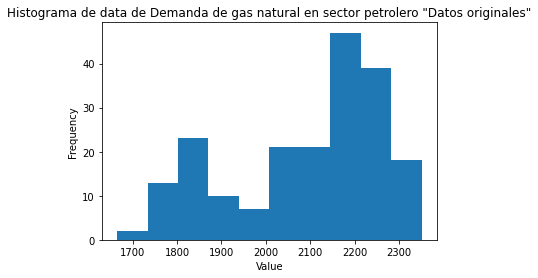 Histograma de data de Demanda de gas natural en sector petrolero "Datos originales"
Frequency
40
30
20
10
0
1700 1800 1900 2000 2100 2200 2300
Value